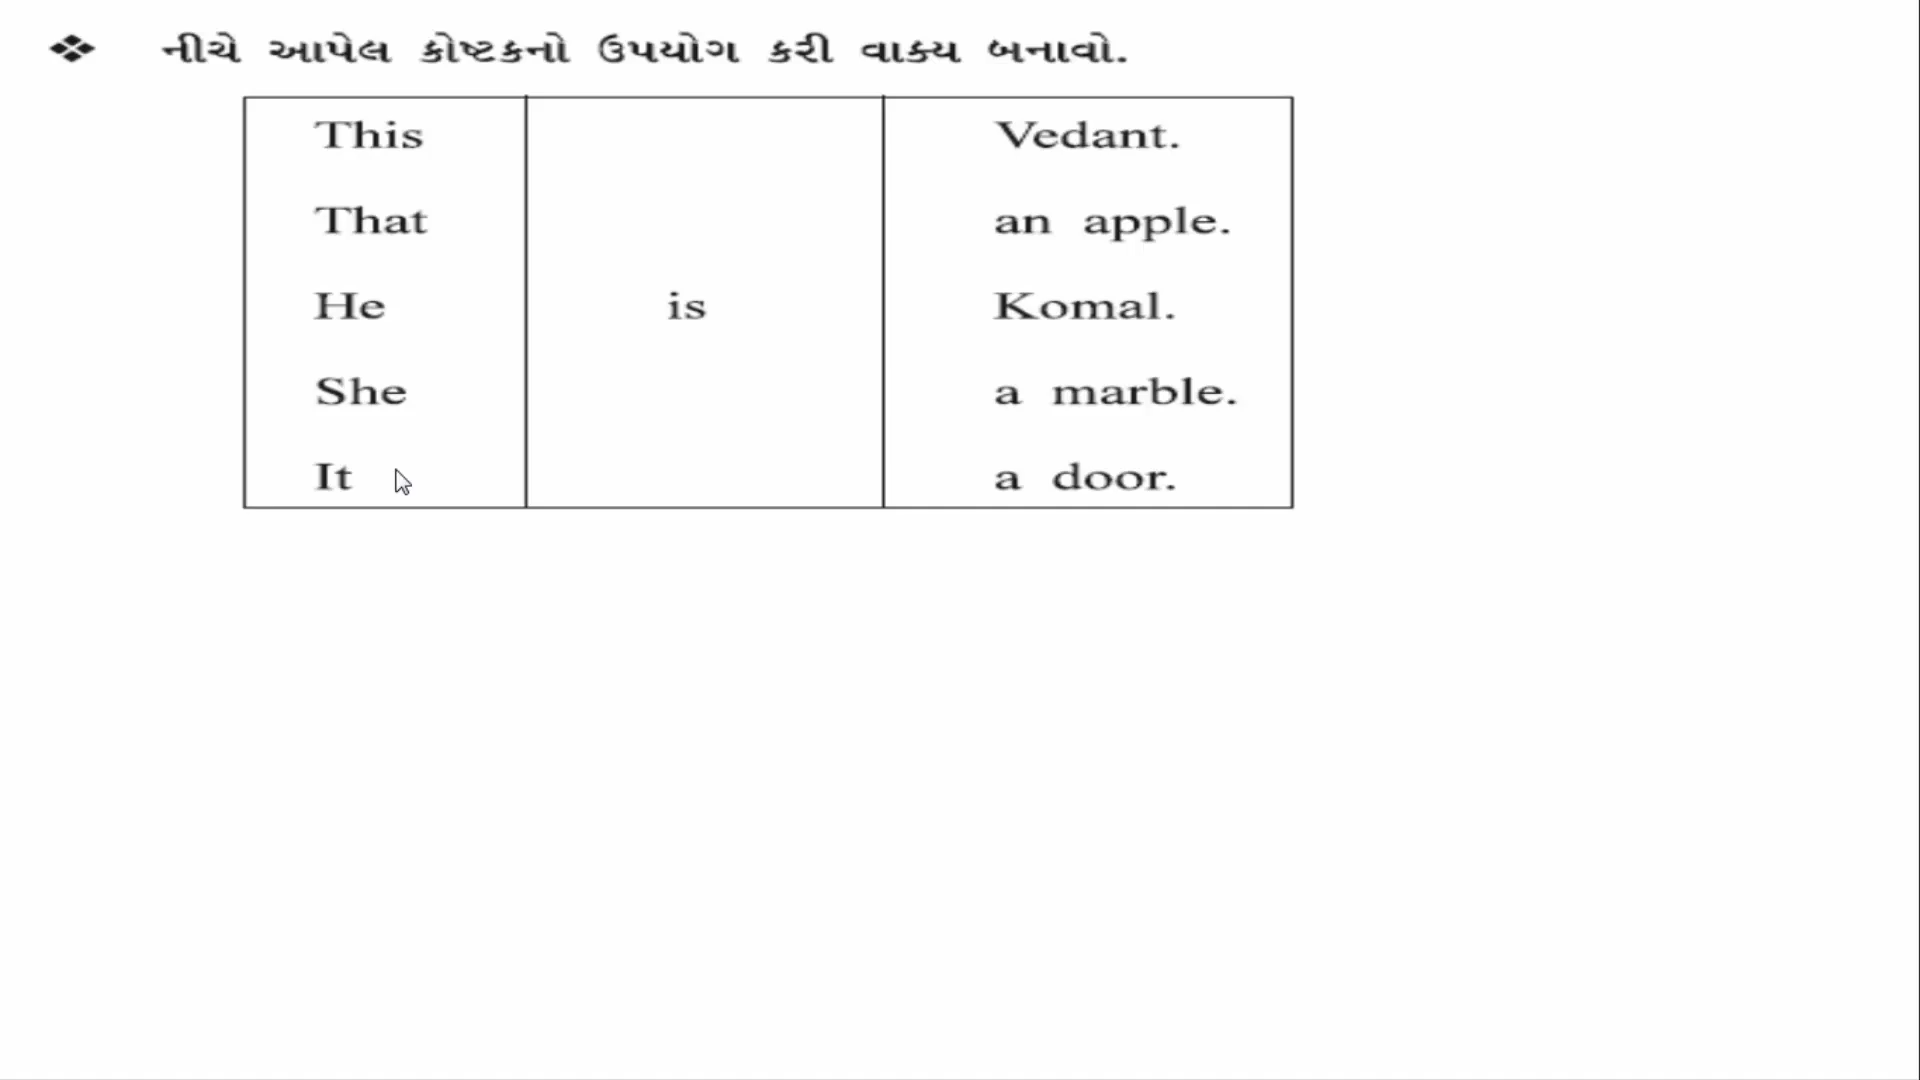 ❖ નીચે આપેલ કોષ્ટકનો ઉપયોગ કરી વાક્ય બનાવો.
This Vedant.
That an apple.
He is Komal.
She a marble.
It a door.